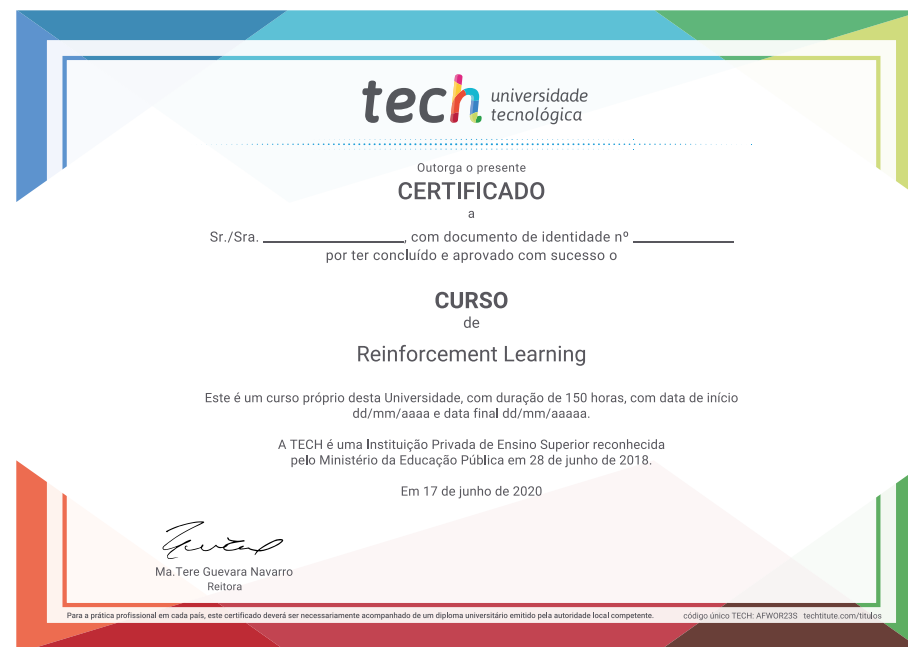 tech universidade
tecnológica
Outorga o presente
CERTIFICADO
a
Sr./Sra. ____________, com documento de identidade nº ____________
por ter concluído e aprovado com sucesso o
CURSO
de
Reinforcement Learning
Este é um curso próprio desta Universidade, com duração de 150 horas, com data de início
dd/mm/aaaa e data final dd/mm/aaaaa.
A TECH é uma Instituição Privada de Ensino Superior reconhecida
pelo Ministério da Educação Pública em 28 de junho de 2018.
Em 17 de junho de 2020
Ma.Tere Guevara Navarro
Reitora
Para a prática profissional em cada país, este certificado deverá ser necessariamente acompanhado de um diploma universitário emitido pela autoridade local competente. código único TECH: AFWOR23S techtitute.com/titulos